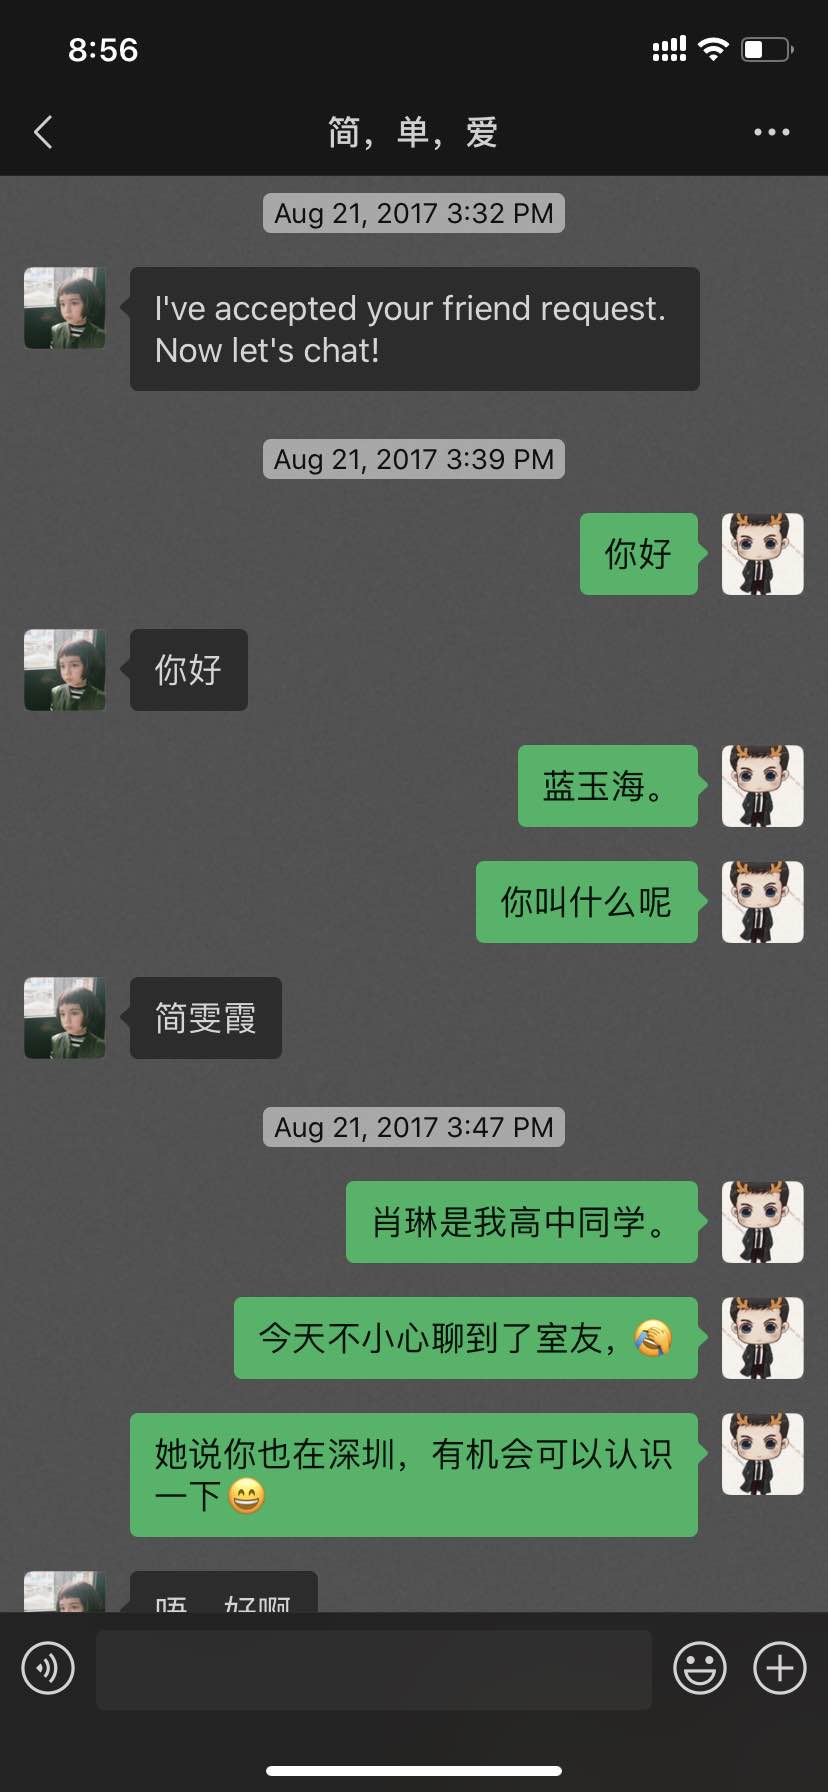 8:56
简，单，爱
Aug 21, 2017 3:32 PM
I've accepted your friend request.
Now let's chat!
Aug 21, 2017 3:39 PM
你好
你好
蓝玉海。
你叫什么呢
简雯霞
Aug 21, 2017 3:47 PM
肖琳是我高中同学。
今天不小心聊到了室友，🤣
她说你也在深圳，有机会可以认识
一下😄